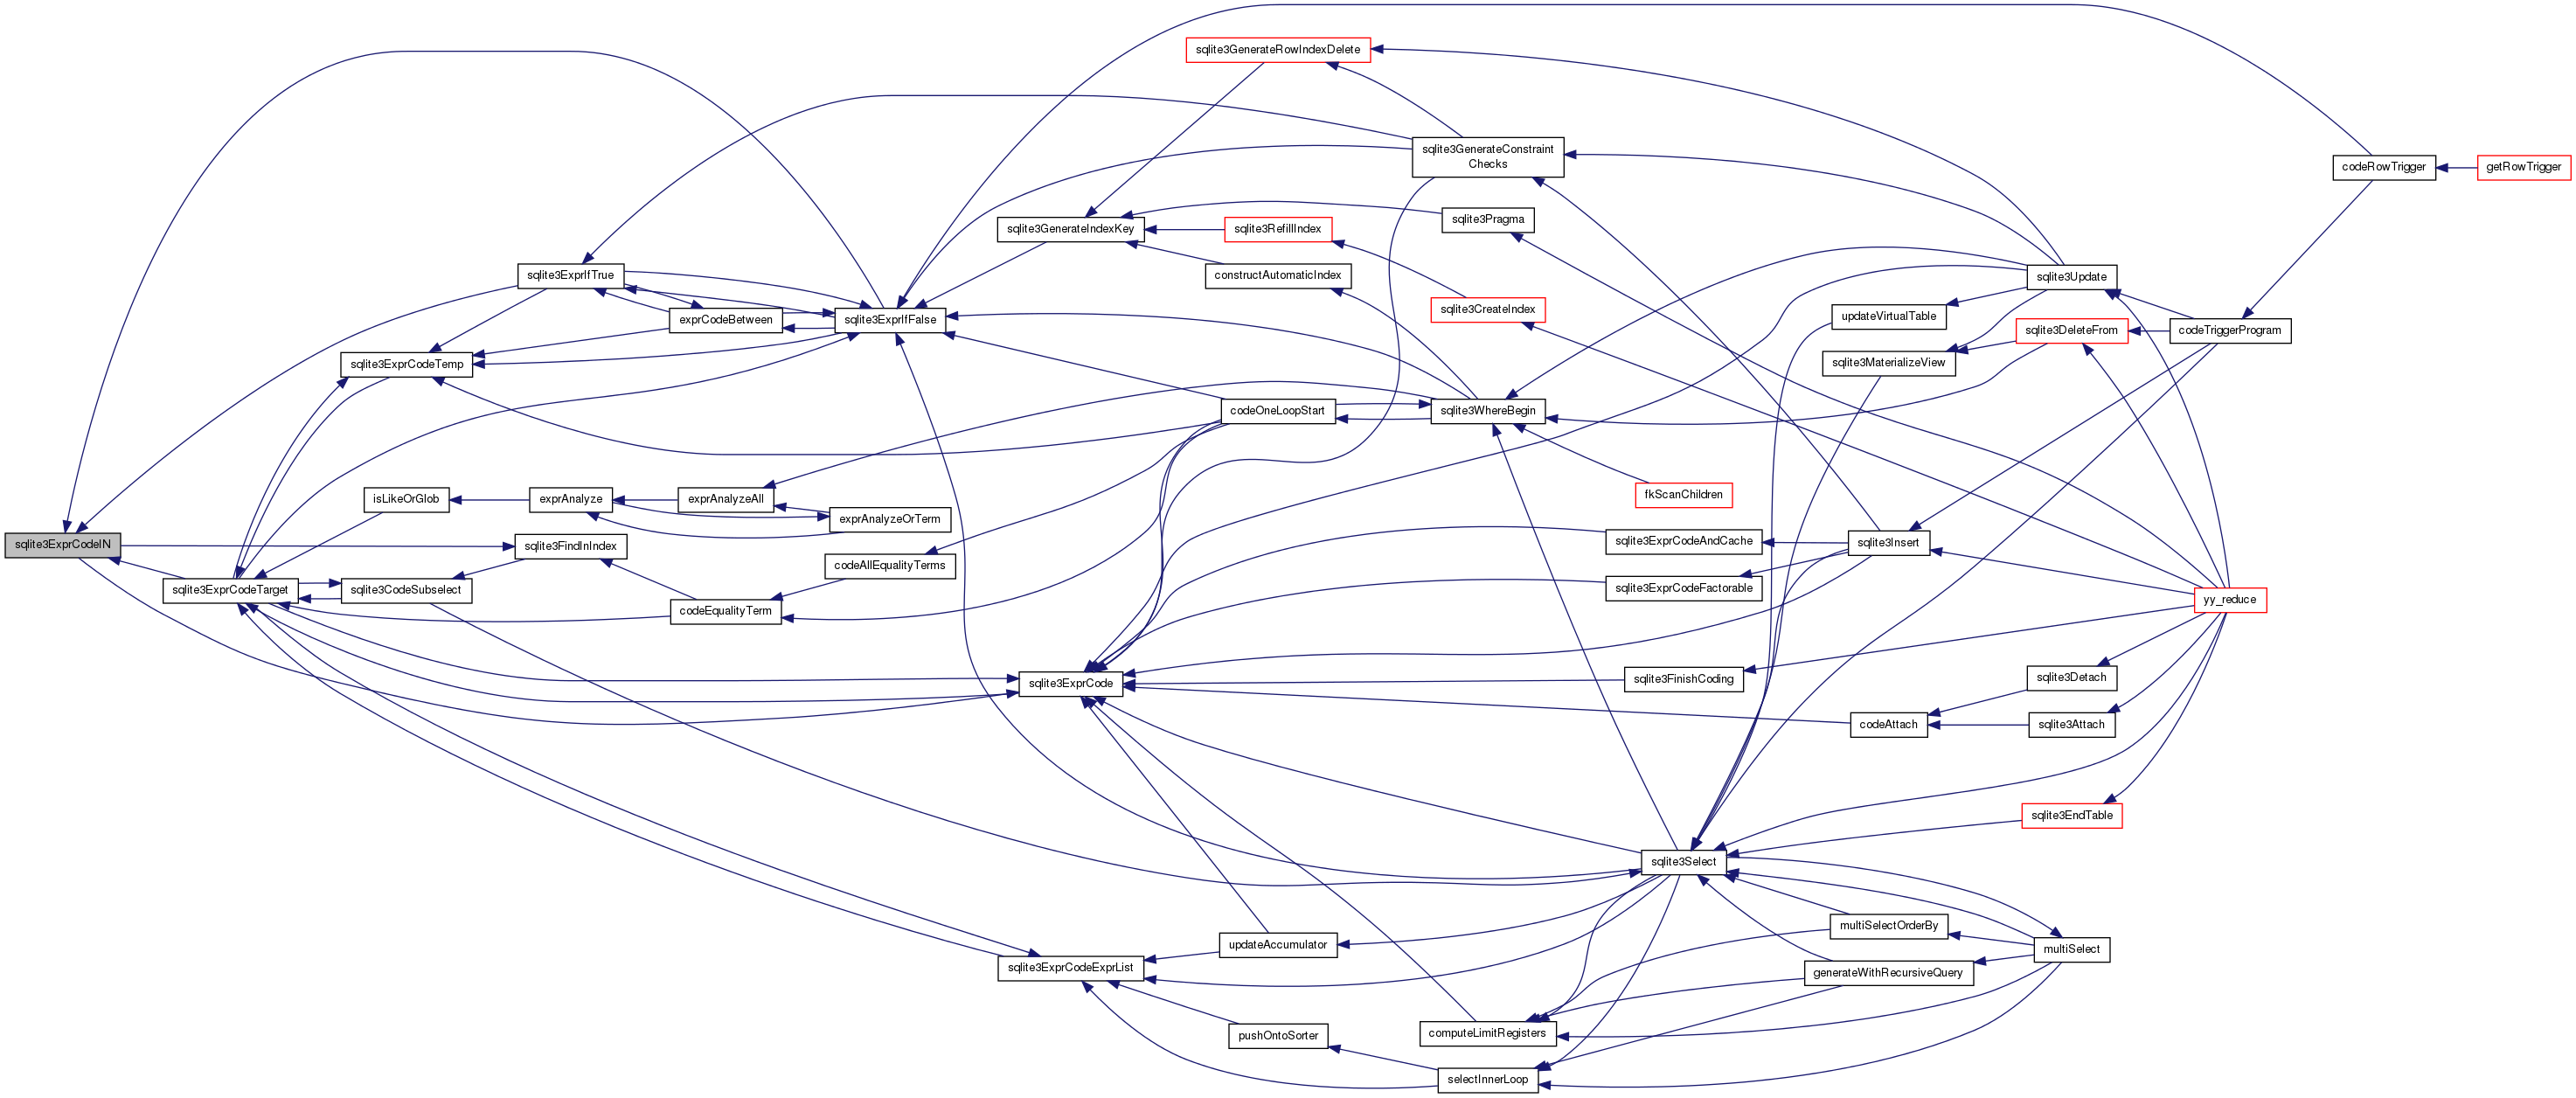 sqlite3ExprCodeIN
sqlite3ExprCodeTarget
sqlite3ExprCodeTemp
isLikeOrGlob
sqlite3CodeSubselect
sqlite3ExprIfTrue
exprAnalyze
sqlite3FindInIndex
exprCodeBetween
exprAnalyzeAll
codeEqualityTerm
sqlite3ExprIfFalse
exprAnalyzeOrTerm
codeAllEqualityTerms
sqlite3GenerateIndexKey
sqlite3ExprCode
sqlite3ExprCodeExprList
sqlite3GenerateRowIndexDelete
sqlite3RefillIndex
constructAutomaticIndex
codeOneLoopStart
updateAccumulator
pushOntoSorter
sqlite3GenerateConstraint
Checks
sqlite3Pragma
sqlite3CreateIndex
sqlite3WhereBegin
computeLimitRegisters
selectInnerLoop
fkScanChildren
sqlite3ExprCodeAndCache
sqlite3ExprCodeFactorable
sqlite3FinishCoding
sqlite3Select
updateVirtualTable
sqlite3MaterializeView
sqlite3Insert
codeAttach
multiSelectOrderBy
generateWithRecursiveQuery
sqlite3Update
sqlite3DeleteFrom
sqlite3Detach
sqlite3Attach
sqlite3EndTable
multiSelect
codeTriggerProgram
yy_reduce
codeRowTrigger
getRowTrigger